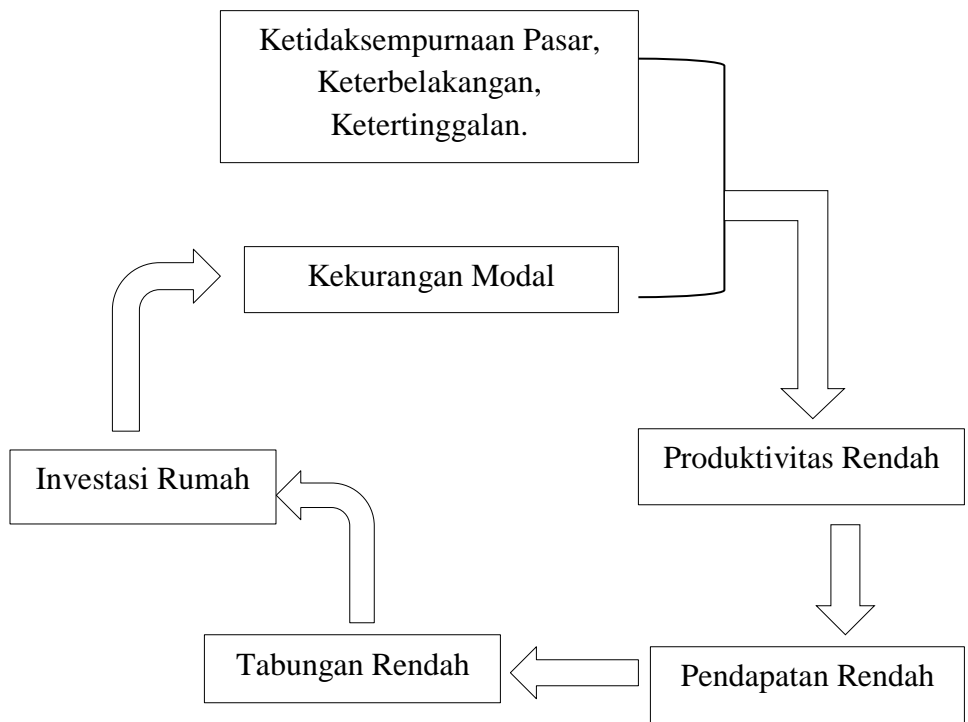 Ketidaksempurnaan Pasar,
Keterbelakangan,
Ketertinggalan.
Kekurangan Modal
Produktivitas Rendah
Investasi Rumah
Tabungan Rendah
Pendapatan Rendah